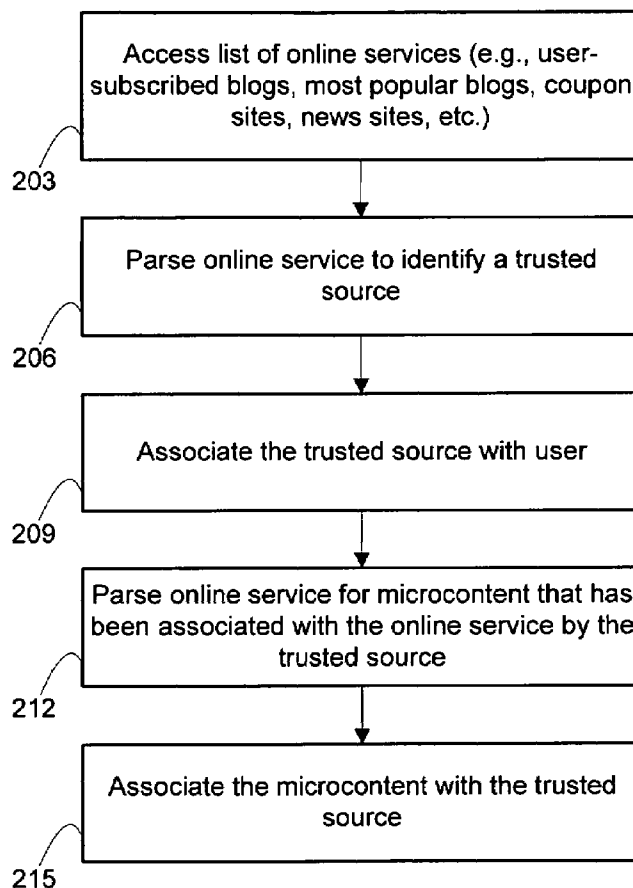 Access list of online services (e.g., user-
subscribed blogs, most popular blogs, coupon
sites, news sites, etc.)
203
Parse online service to identify a trusted
source
206
Associate the trusted source with user
209
Parse online service for microcontent that has
been associated with the online service by the
trusted source
212
Associate the microcontent with the trusted
source
215